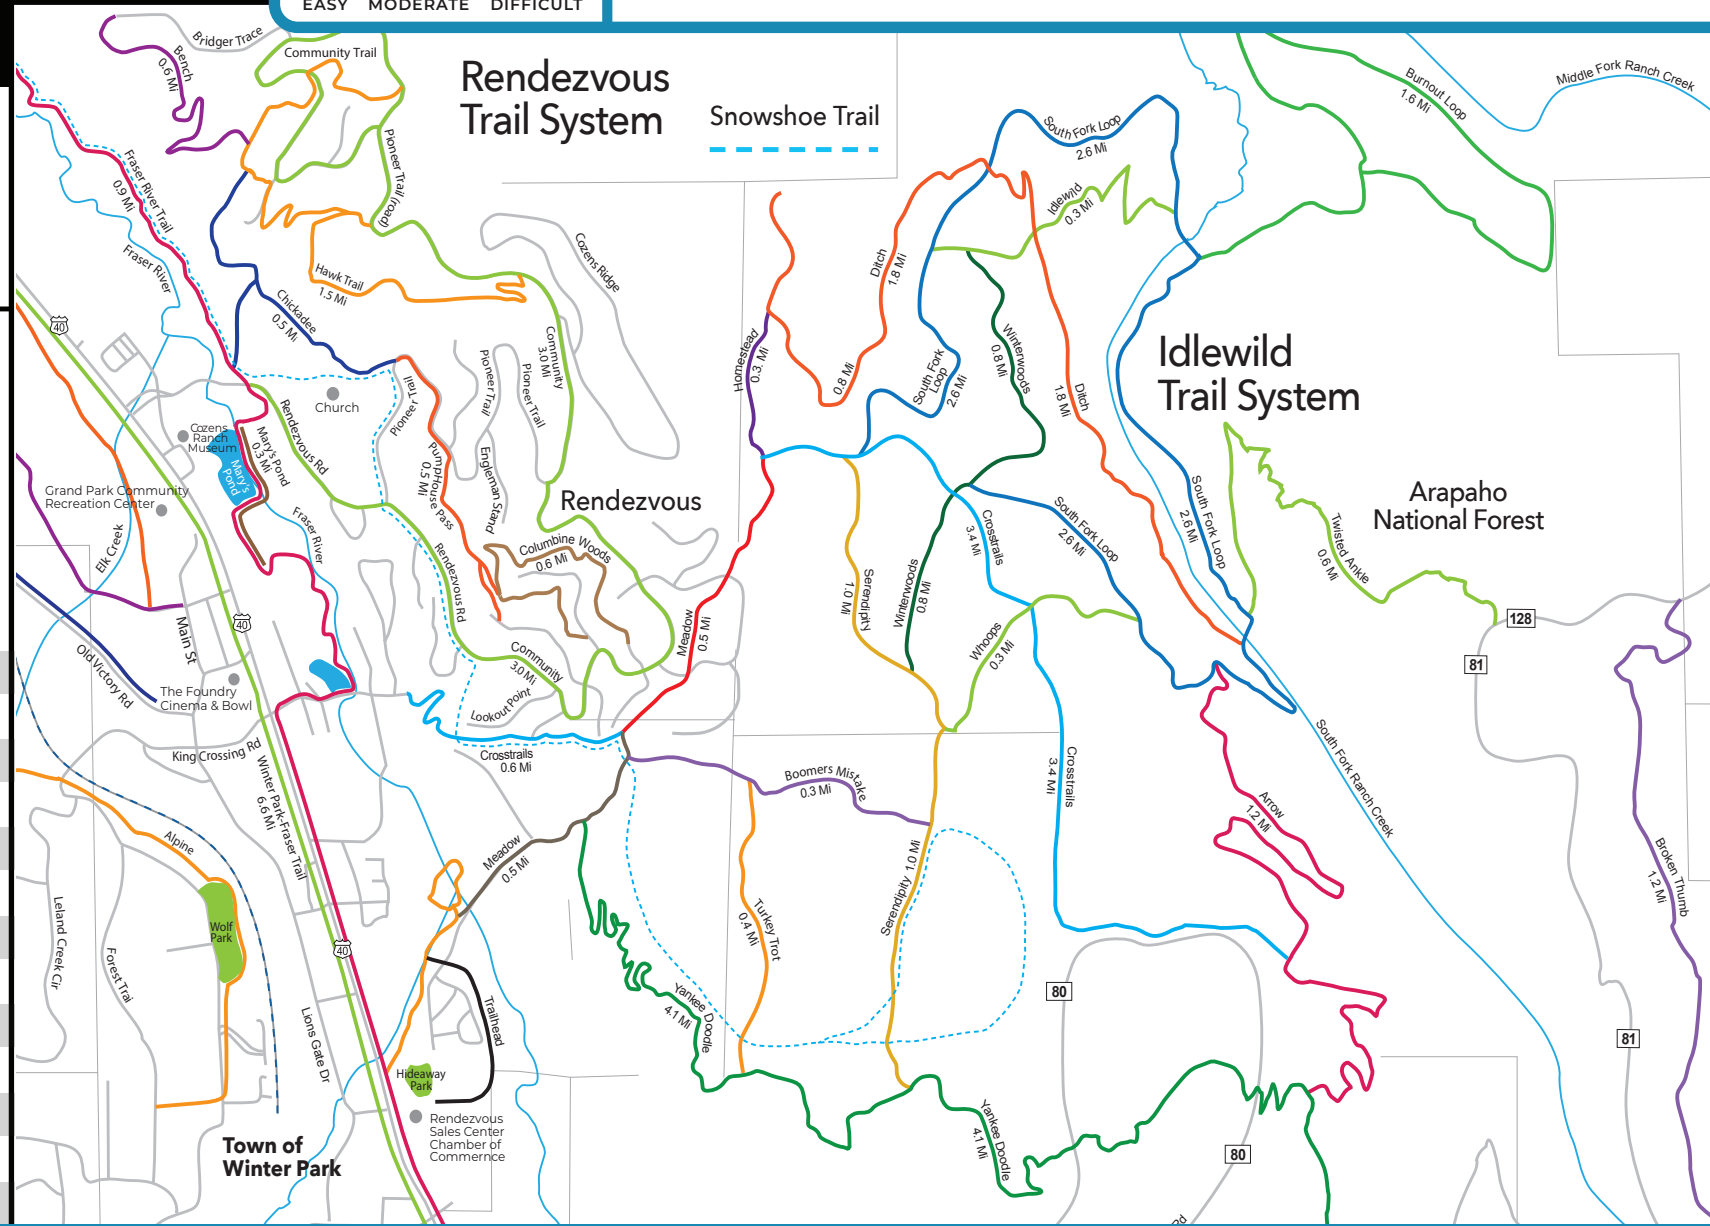 EASY MODERATE DIFFICULT
Bridger Trace
Bench
0.6 Mi
Community Trail
Rendezvous
Trail System
Snowshoe Trail
South Fork Loop
2.6 Mi
Burnout Loop
1.6 Mi
Middle Fork Ranch Creek
Fraser River Trail
0.9 Mi
Pioneer Trail (road)
Idlewild
0.3 Mi
Fraser River
Hawk Trail
1.5 Mi
Cozens Ridge
Ditch
1.8 Mi
40
Chickadee
0.5 Mi
Community
3.0 Mi
Homestead
0.3. Mi
0.8 Mi
South Fork
Loop
2.6 Mi
Winterwoods
0.8 Mi
Ditch
1.8 Mi
Idlewild
Trail System
Pioneer Trail
Pioneer Trail
Pioneer Trail
Church
Cozens
Ranch
Museum
Mary's
Pond
Mary's Pond
0.3 Mi
Rendezvous Rd
PumpHouse Pass
0.5 MI
Engleman Stand
Rendezvous
Grand Park Community
Recreation Center
Elk Creek
Fraser River
Columbine Woods
0.6 Mi
Rendezvous Rd
Crosstrails
3.4 Mi
South Fork Loop
2.6 Mi
South Fork Loop
2.6 Mi
Arapaho
National Forest
Twisted Ankle
0.6 Mi
Serendipity
1.0 Mi
Winterwoods
0.8 Mi
Whoops
0.3 Mi
128
81
40
Main St
Old Victory Rd
The Foundry
Cinema & Bowl
Community
3.0 Mi
Lookout Point
Meadow
0.5 Mi
King Crossing Rd
Winter Park-Fraser Trail
6.6 Mi
Crosstrails
0.6 Mi
Boomers Mistake
0.3 Mi
Crosstrails
3.4 Mi
South Fork Ranch Creek
Arrow
1.2 Mi
Alpine
Meadow
0.5 Mi
Serendipity 1.0 Mi
Broken Thumb
1.2 Mi
Leland Creek Cir
Forest Trai
Wolf
Park
40
Turkey Trot
0.4 Mi
Yankee Doodle
4.1 Mi
80
81
Lions Gate Dr
Trailhead
Hideaway
Park
Rendezvous
Sales Center
Chamber of
Commernce
Town of
Winter Park
Yankee Doodle
4.1 Mi
80
Rd